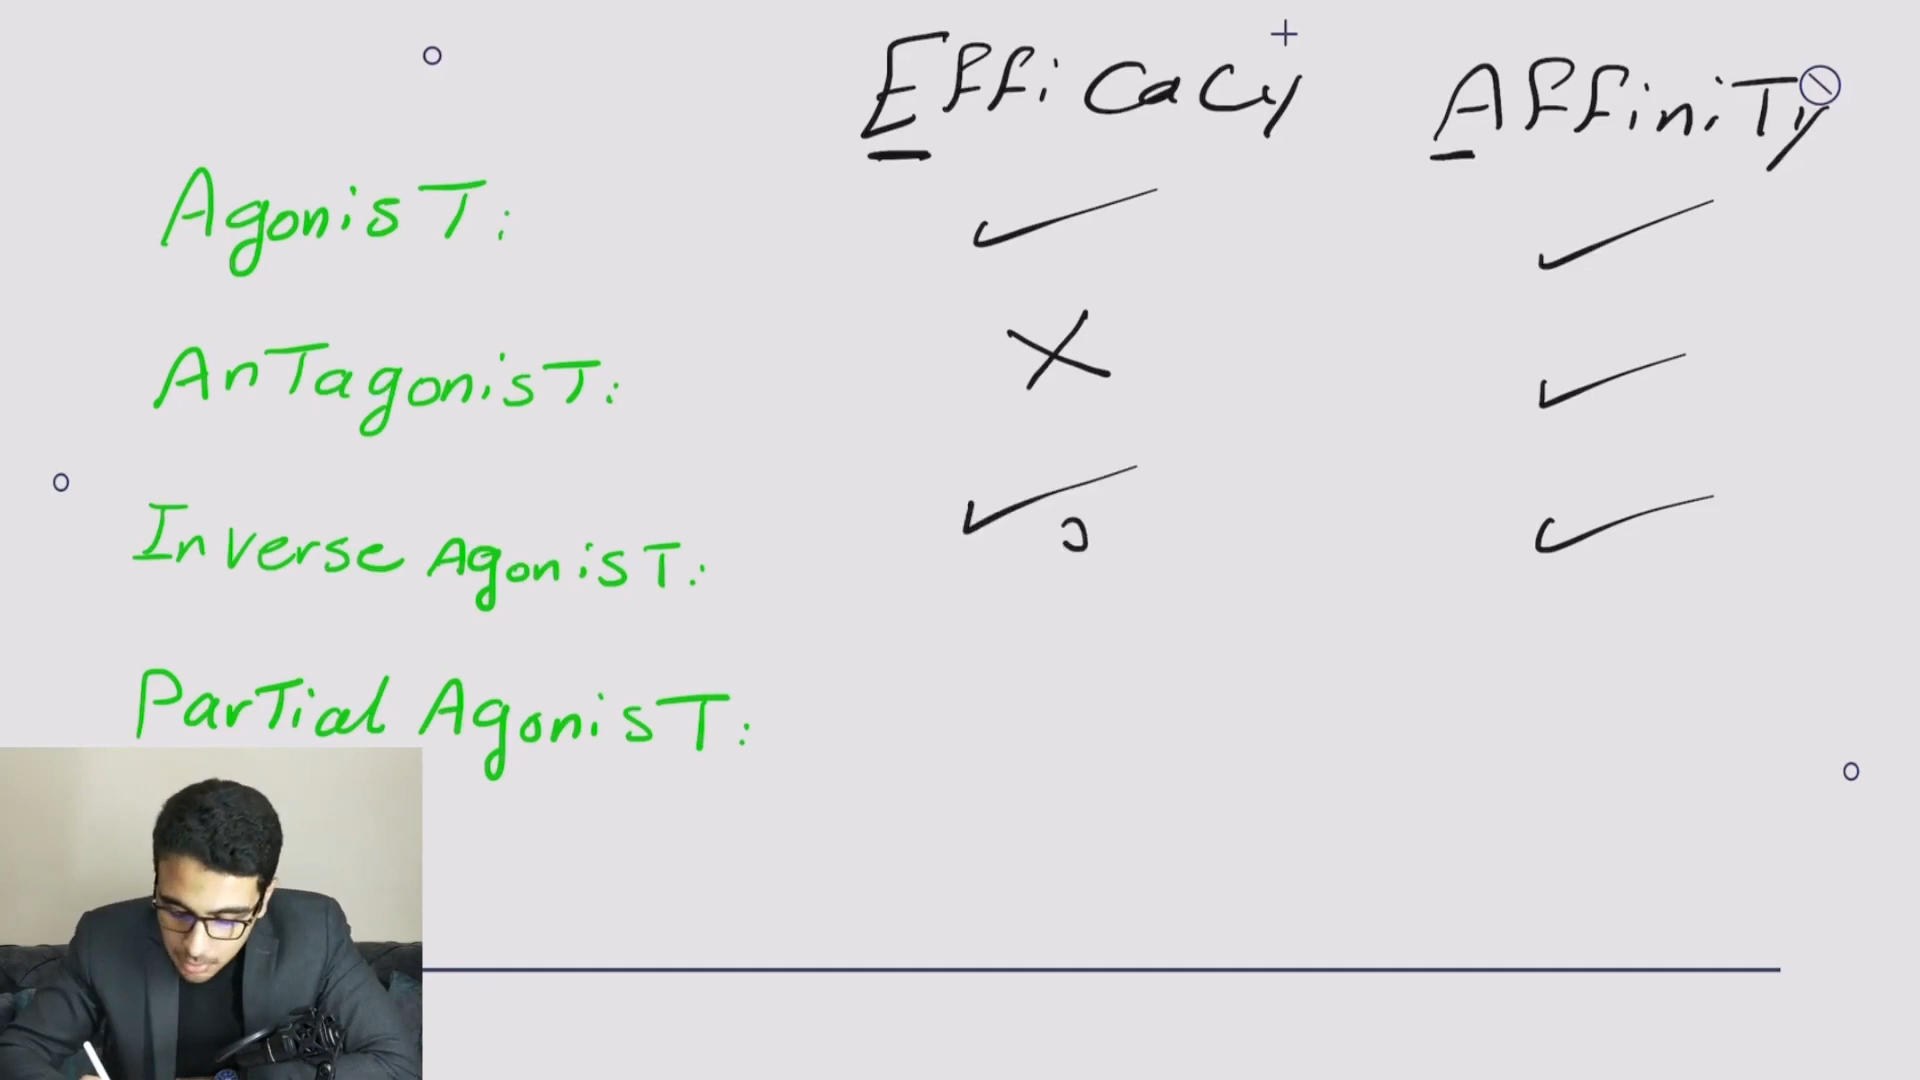 Efficacy Affinity
Agonist: ✓ ✓
Antagonist: X ✓
Inverse Agonist: ✓ ✓
Partial Agonist: